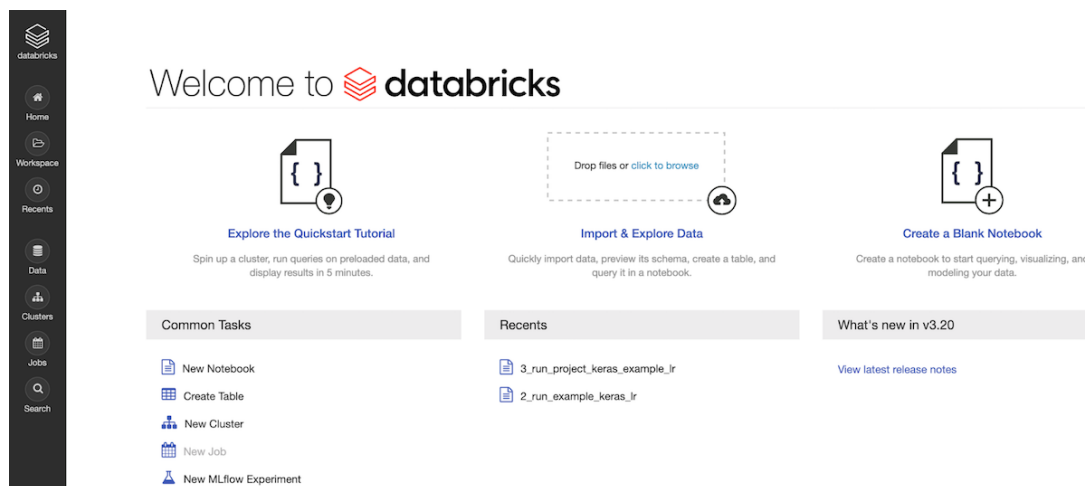 databricks
Home
Workspace
Recents
Data
Clusters
Jobs
Search
Welcome to databricks
{ }
Explore the Quickstart Tutorial
Spin up a cluster, run queries on preloaded data, and
display results in 5 minutes.
Drop files or click to browse
Import & Explore Data
Quickly import data, preview its schema, create a table, and
query it in a notebook.
{ }
Create a Blank Notebook
Create a notebook to start querying, visualizing, and
modeling your data.
Common Tasks
New Notebook
Create Table
New Cluster
New Job
New MLflow Experiment
Recents
3_run_project_keras_example_lr
2_run_example_keras_lr
What's new in v3.20
View latest release notes